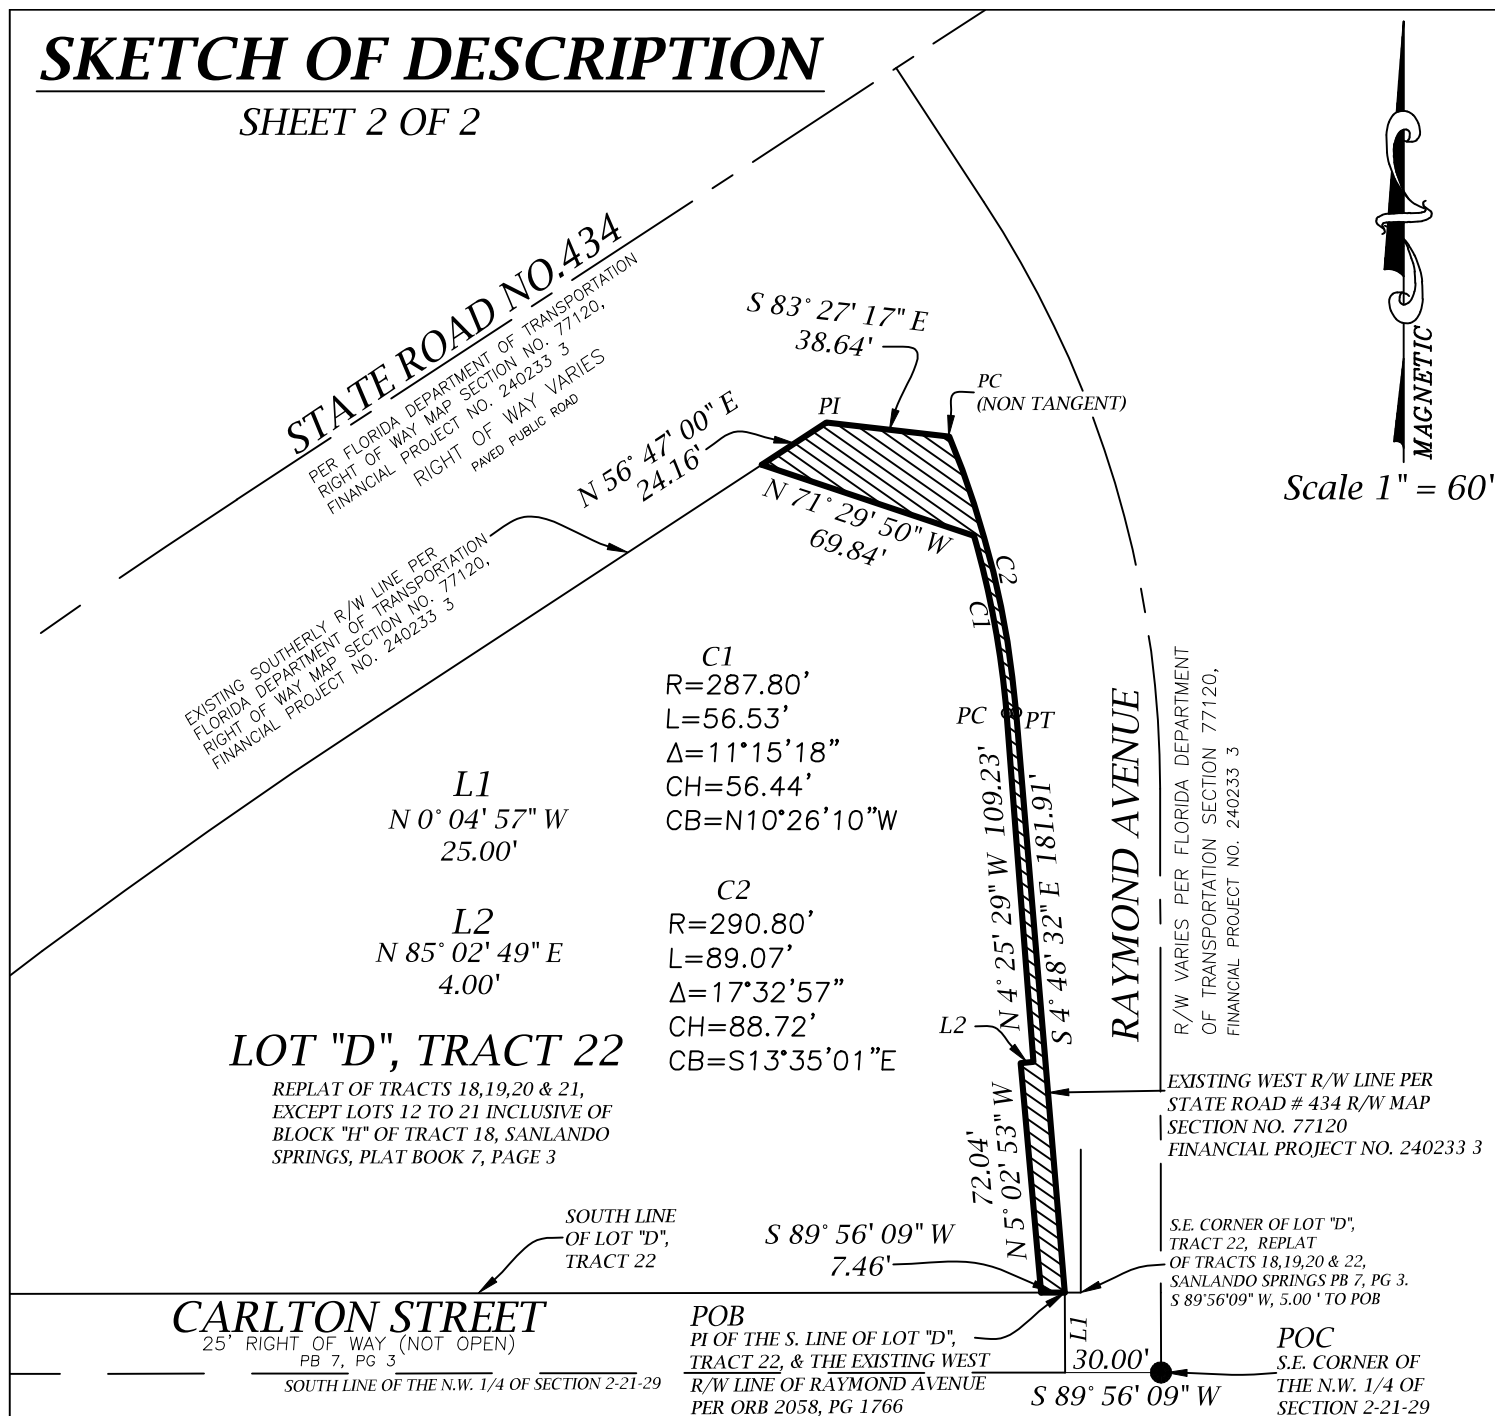 SKETCH OF DESCRIPTION
SHEET 2 OF 2
STATE ROAD NO.434
PER FLORIDA DEPARTMENT OF TRANSPORTATION
RIGHT OF WAY MAP SECTION NO. 77120,
FINANCIAL PROJECT NO. 240233 3
RIGHT OF WAY VARIES
PAVED PUBLIC ROAD
MAGNETIC
Scale 1" = 60'
S 83° 27' 17" E
38.64'
PC
(NON TANGENT)
PI
N 56° 47' 00" E
24.16'
N 71° 29' 50" W
69.84'
C2
C1
EXISTING SOUTHERLY R/W LINE PER
FLORIDA DEPARTMENT OF TRANSPORTATION
RIGHT OF WAY MAP SECTION NO. 77120,
FINANCIAL PROJECT NO. 240233 3
C1
R=287.80'
L=56.53'
Δ=11°15'18"
CH=56.44'
CB=N10°26'10"W
C2
R=290.80'
L=89.07'
Δ=17°32'57"
CH=88.72'
CB=S13°35'01"E
L1
N 0° 04' 57" W
25.00'
L2
N 85° 02' 49" E
4.00'
PC
PT
N 4° 25' 29" W 109.23'
S 4° 48' 32" E 181.91'
RAYMOND AVENUE
R/W VARIES PER FLORIDA DEPARTMENT
OF TRANSPORTATION SECTION 77120,
FINANCIAL PROJECT NO. 240233 3
L2
LOT "D", TRACT 22
REPLAT OF TRACTS 18,19,20 & 21,
EXCEPT LOTS 12 TO 21 INCLUSIVE OF
BLOCK "H" OF TRACT 18, SANLANDO
SPRINGS, PLAT BOOK 7, PAGE 3
EXISTING WEST R/W LINE PER
STATE ROAD # 434 R/W MAP
SECTION NO. 77120
FINANCIAL PROJECT NO. 240233 3
72.04'
N 5° 02' 53" W
SOUTH LINE
OF LOT "D",
TRACT 22
S 89° 56' 09" W
7.46'
S.E. CORNER OF LOT "D",
TRACT 22, REPLAT
OF TRACTS 18,19,20 & 22,
SANLANDO SPRINGS PB 7, PG 3.
S 89°56'09" W, 5.00 ' TO POB
CARLTON STREET
25' RIGHT OF WAY (NOT OPEN)
PB 7, PG 3
SOUTH LINE OF THE N.W. 1/4 OF SECTION 2-21-29
POB
PI OF THE S. LINE OF LOT "D",
TRACT 22, & THE EXISTING WEST
R/W LINE OF RAYMOND AVENUE
PER ORB 2058, PG 1766
L1
30.00'
S 89° 56' 09" W
POC
S.E. CORNER OF
THE N.W. 1/4 OF
SECTION 2-21-29